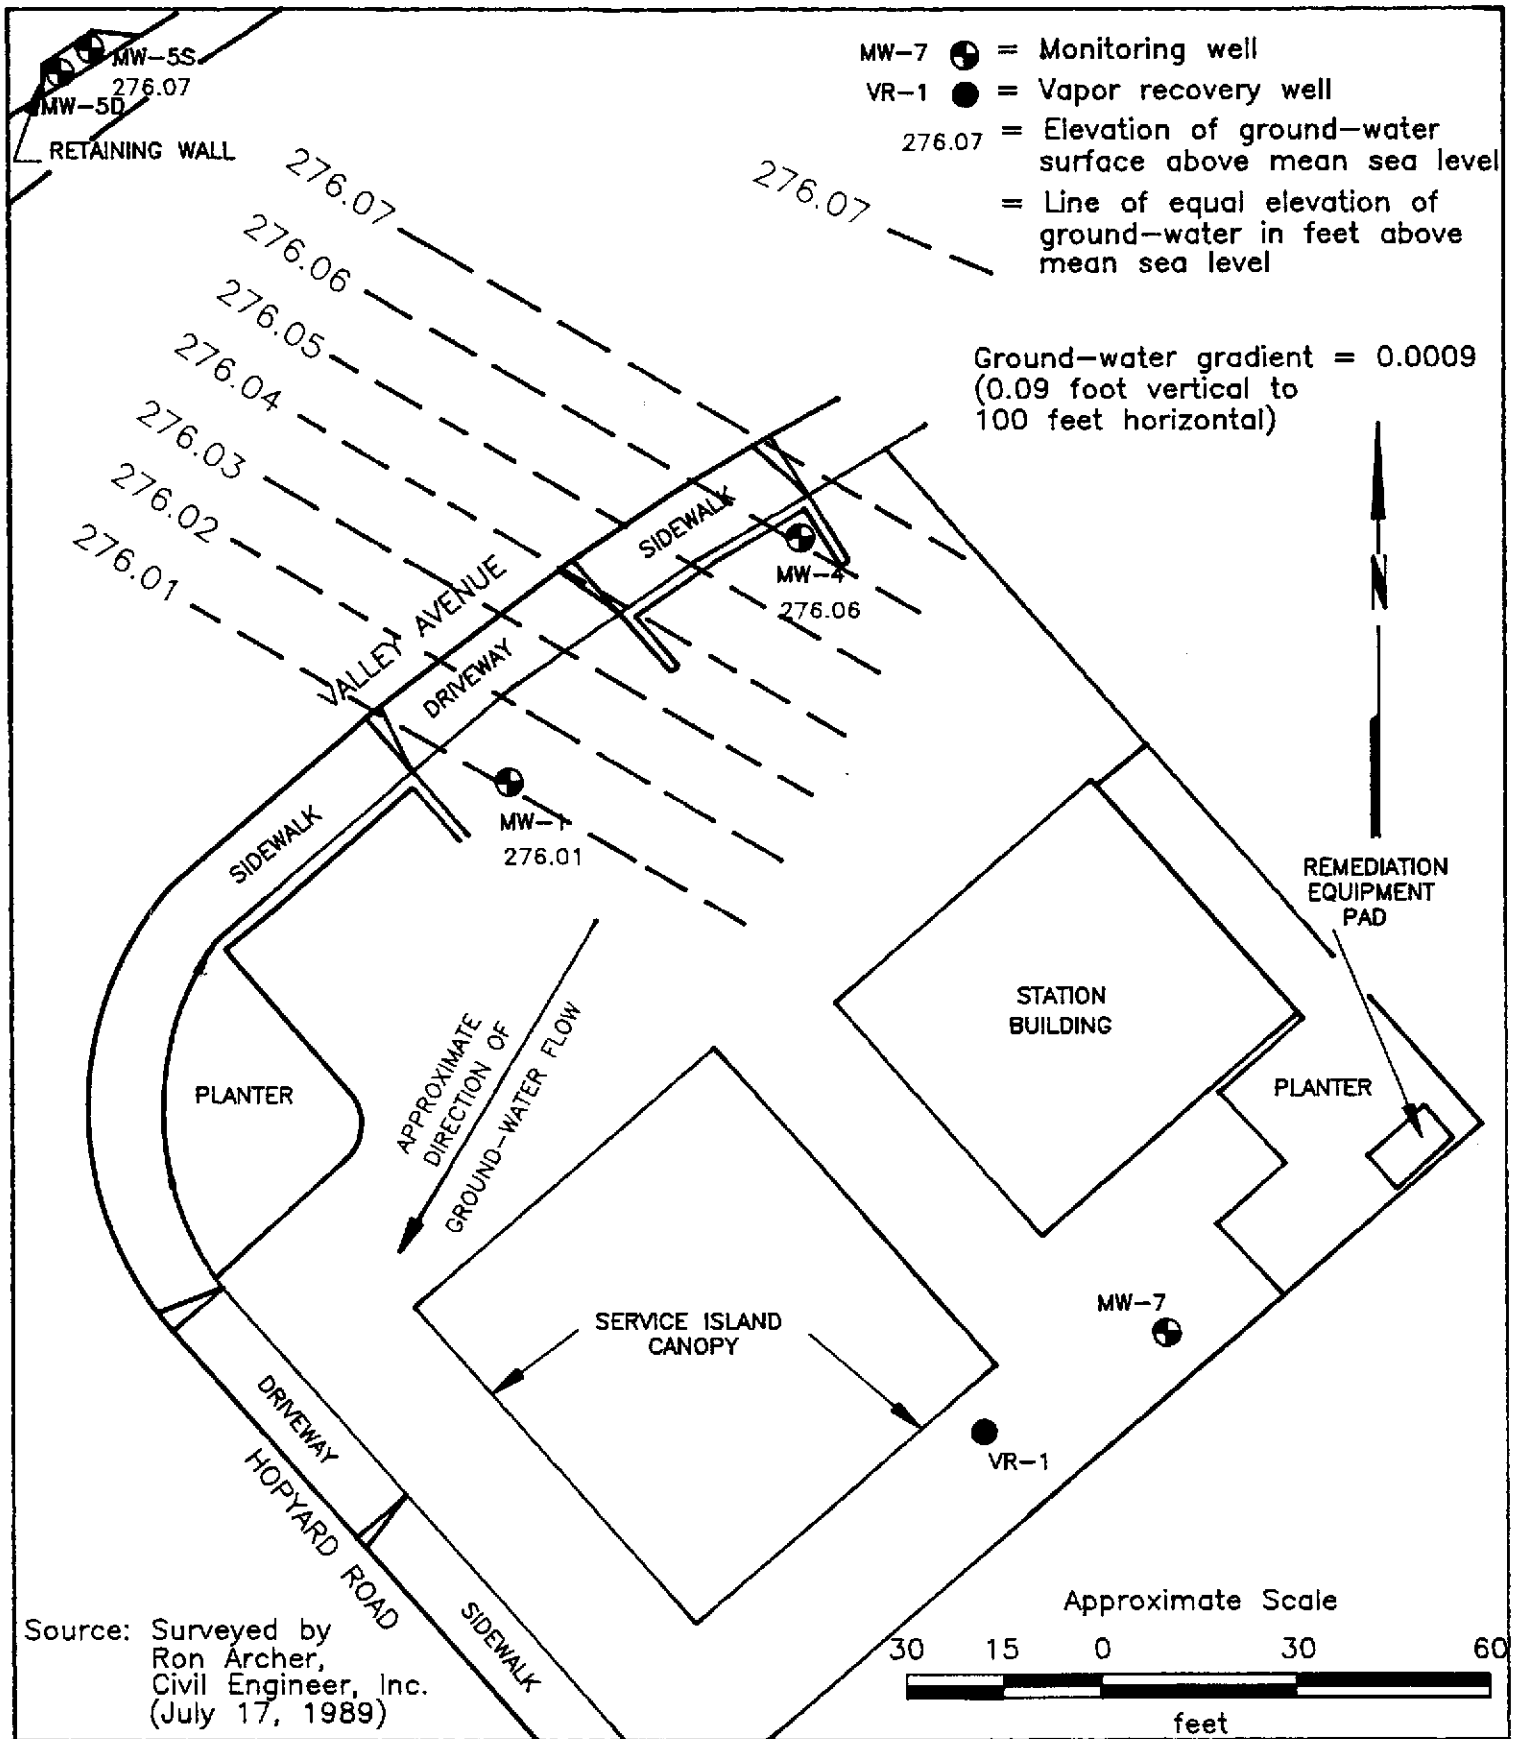 MW-5S
276.07
MW-5D
RETAINING WALL
MW-7 = Monitoring well
VR-1 = Vapor recovery well
276.07 = Elevation of ground-water
surface above mean sea level
276.07
= Line of equal elevation of
ground-water in feet above
mean sea level
Ground-water gradient = 0.0009
(0.09 foot vertical to
100 feet horizontal)
276.07
276.06
276.05
276.04
276.03
276.02
276.01
VALLEY AVENUE
SIDEWALK
DRIVEWAY
SIDEWALK
MW-4
276.06
MW-1
276.01
N
REMEDIATION
EQUIPMENT
PAD
STATION
BUILDING
PLANTER
PLANTER
APPROXIMATE
DIRECTION OF
GROUND-WATER FLOW
SERVICE ISLAND
CANOPY
MW-7
VR-1
DRIVEWAY
HOPYARD ROAD
SIDEWALK
Source: Surveyed by
Ron Archer,
Civil Engineer, Inc.
(July 17, 1989)
Approximate Scale
30 15 0 30 60
feet